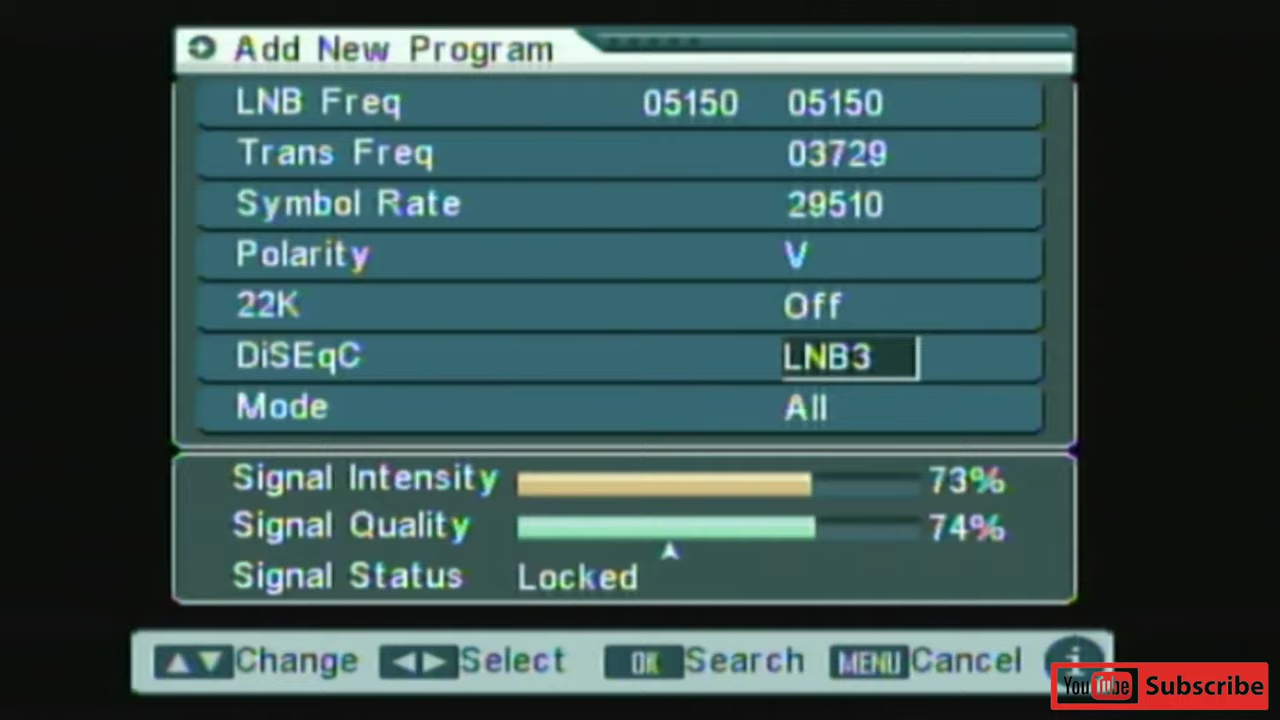 Add New Program
LNB Freq 05150 05150
Trans Freq 03729
Symbol Rate 29510
Polarity V
22K Off
DiSEqC LNB3
Mode All
Signal Intensity 73%
Signal Quality 74%
Signal Status Locked
▲▼ Change ◀▶ Select OK Search MENU Cancel i
YouTube Subscribe